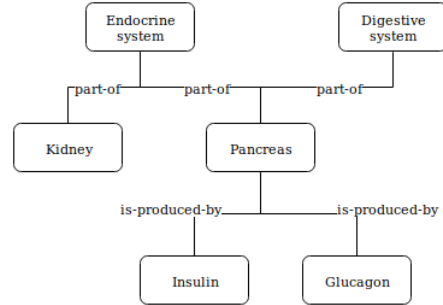 Endocrine
system
Digestive
system
part-of
part-of
part-of
Kidney
Pancreas
is-produced-by
is-produced-by
Insulin
Glucagon